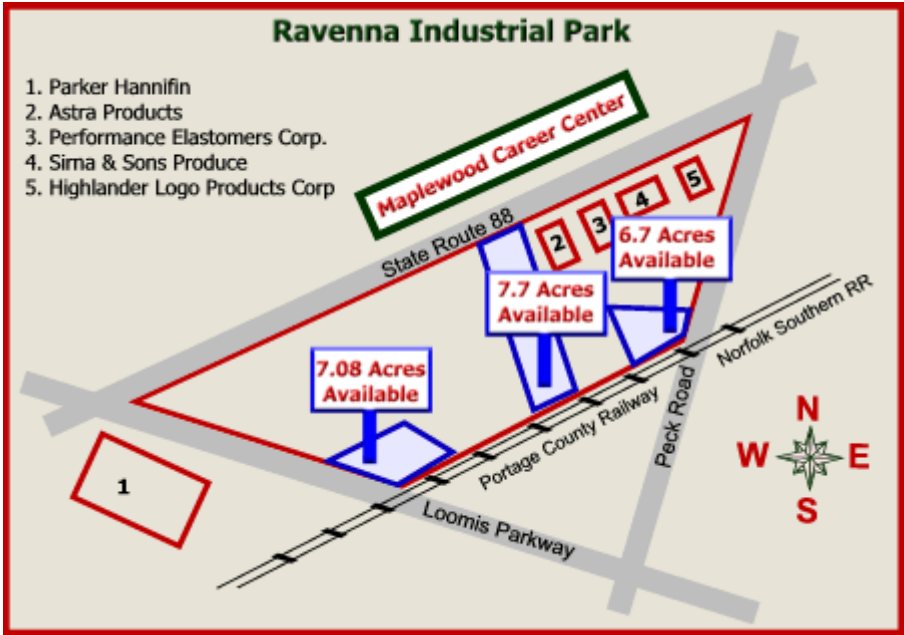 Ravenna Industrial Park
1. Parker Hannifin
2. Astra Products
3. Performance Elastomers Corp.
4. Sirna & Sons Produce
5. Highlander Logo Products Corp
Maplewood Career Center
State Route 88
2
3
4
5
6.7 Acres
Available
7.7 Acres
Available
7.08 Acres
Available
Norfolk Southern RR
Portage County Railway
Peck Road
Loomis Parkway
1
N
W
E
S